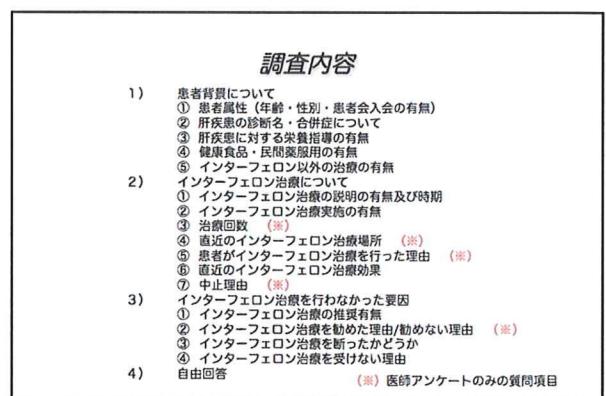 調査内容
1) 患者背景について
① 患者属性（年齢・性別・患者会入会の有無）
② 肝疾患の診断名・合併症について
③ 肝疾患に対する栄養指導の有無
④ 健康食品・民間薬服用の有無
⑤ インターフェロン以外の治療の有無
2) インターフェロン治療について
① インターフェロン治療の説明の有無及び時期
② インターフェロン治療実施の有無
③ 治療回数 （※）
④ 直近のインターフェロン治療場所 （※）
⑤ 患者がインターフェロン治療を行った理由 （※）
⑥ 直近のインターフェロン治療効果
⑦ 中止理由 （※）
3) インターフェロン治療を行わなかった要因
① インターフェロン治療の推奨有無
② インターフェロン治療を勧めた理由/勧めない理由 （※）
③ インターフェロン治療を断ったかどうか
④ インターフェロン治療を受けない理由
4) 自由回答
（※）医師アンケートのみの質問項目